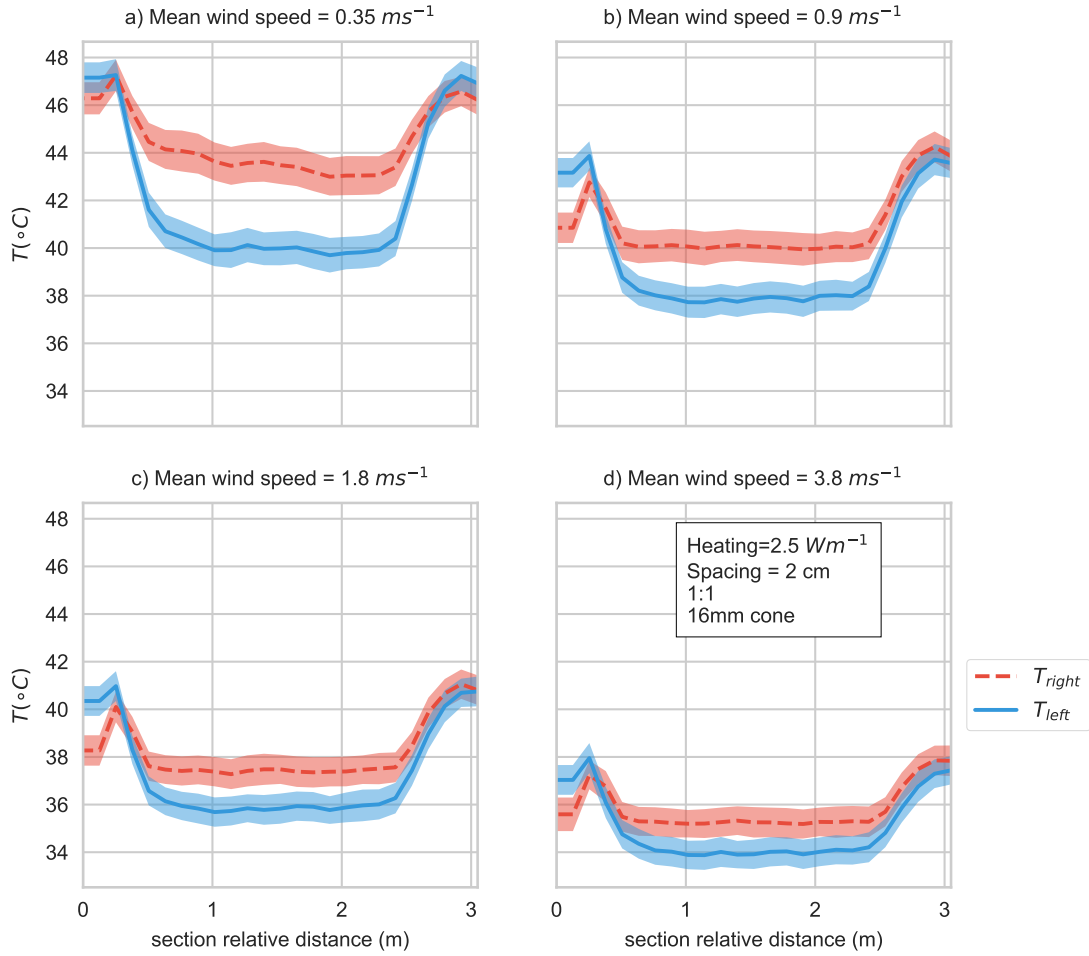 a) Mean wind speed = 0.35 ms⁻¹
b) Mean wind speed = 0.9 ms⁻¹
48
46
44
42
40
38
36
34
T(∘C)
c) Mean wind speed = 1.8 ms⁻¹
d) Mean wind speed = 3.8 ms⁻¹
48
46
44
42
40
38
36
34
T(∘C)
Heating=2.5 Wm⁻¹
Spacing = 2 cm
1:1
16mm cone
T_right
T_left
0 1 2 3
section relative distance (m)
0 1 2 3
section relative distance (m)